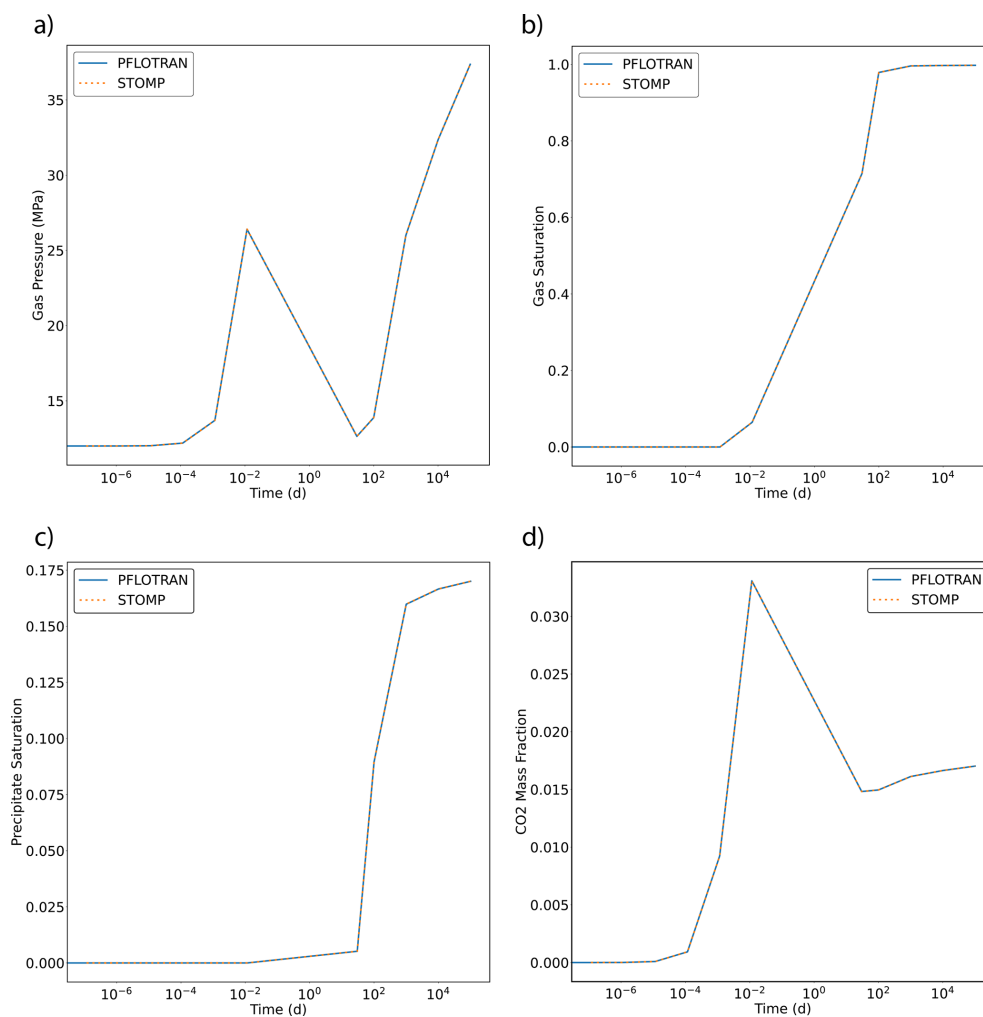 a)
PFLOTRAN
STOMP
35
30
25
20
15
Gas Pressure (MPa)
10⁻⁶ 10⁻⁴ 10⁻² 10⁰ 10² 10⁴
Time (d)
b)
PFLOTRAN
STOMP
1.0
0.8
0.6
0.4
0.2
0.0
Gas Saturation
10⁻⁶ 10⁻⁴ 10⁻² 10⁰ 10² 10⁴
Time (d)
c)
PFLOTRAN
STOMP
0.175
0.150
0.125
0.100
0.075
0.050
0.025
0.000
Precipitate Saturation
10⁻⁶ 10⁻⁴ 10⁻² 10⁰ 10² 10⁴
Time (d)
d)
PFLOTRAN
STOMP
0.030
0.025
0.020
0.015
0.010
0.005
0.000
CO2 Mass Fraction
10⁻⁶ 10⁻⁴ 10⁻² 10⁰ 10² 10⁴
Time (d)